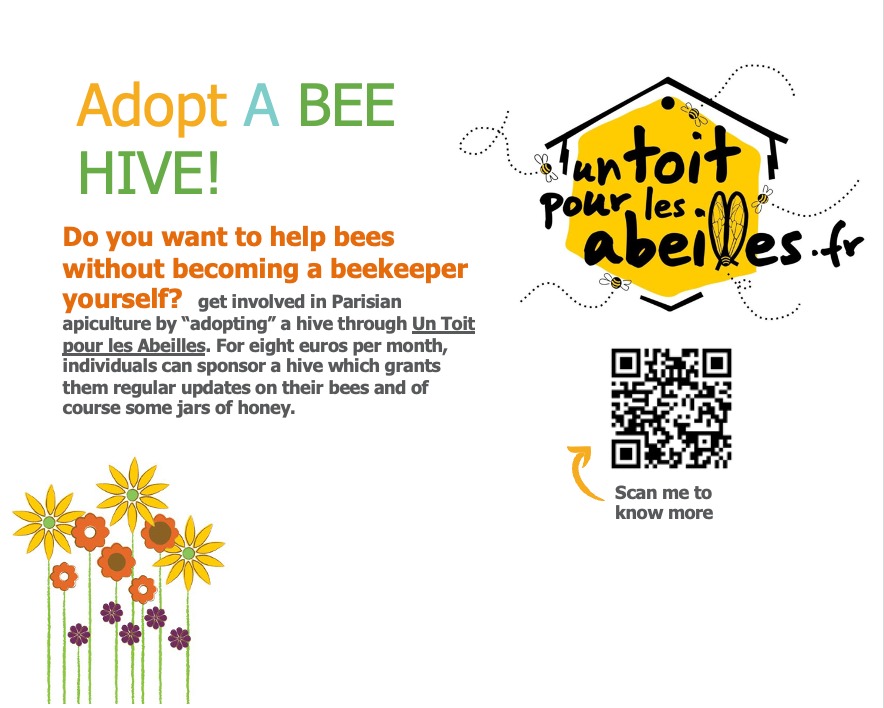 Adopt A BEE
HIVE!
Do you want to help bees
without becoming a beekeeper
yourself? get involved in Parisian
apiculture by “adopting” a hive through Un Toit
pour les Abeilles. For eight euros per month,
individuals can sponsor a hive which grants
them regular updates on their bees and of
course some jars of honey.
un toit
pour les
abeilles.fr
Scan me to
know more